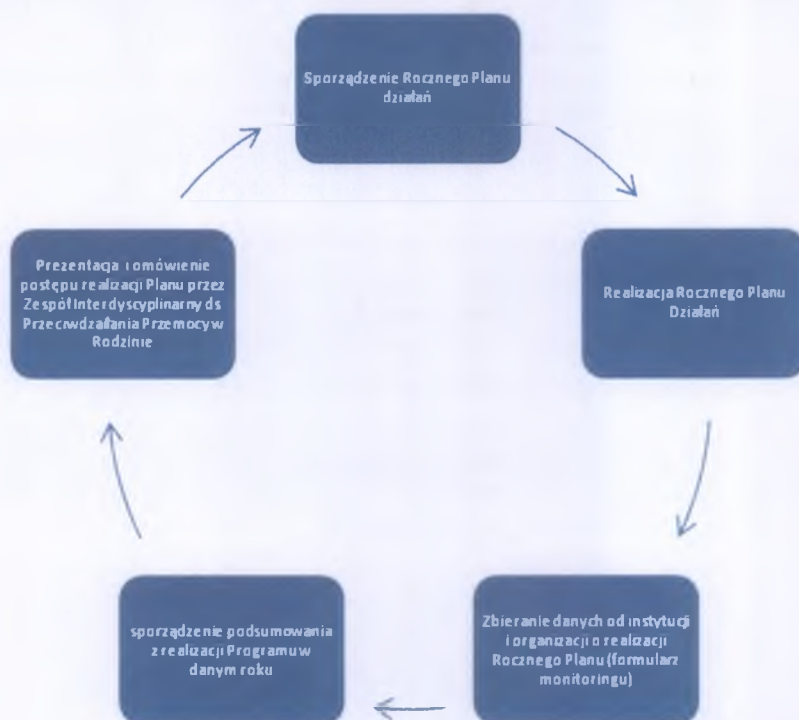 Sporządzenie Rocznego Planu
działań
Prezentacja i omówienie
postępu realizacji Planu przez
Zespół Interdyscyplinarny ds
Przeciwdzałania Przemocy w
Rodzinie
Realizacja Rocznego Planu
Działań
sporządzenie podsumowania
z realizacji Programu w
danym roku
Zbieranie danych od instytucji
i organizacji o realizacji
Rocznego Planu (formularz
monitoringu)